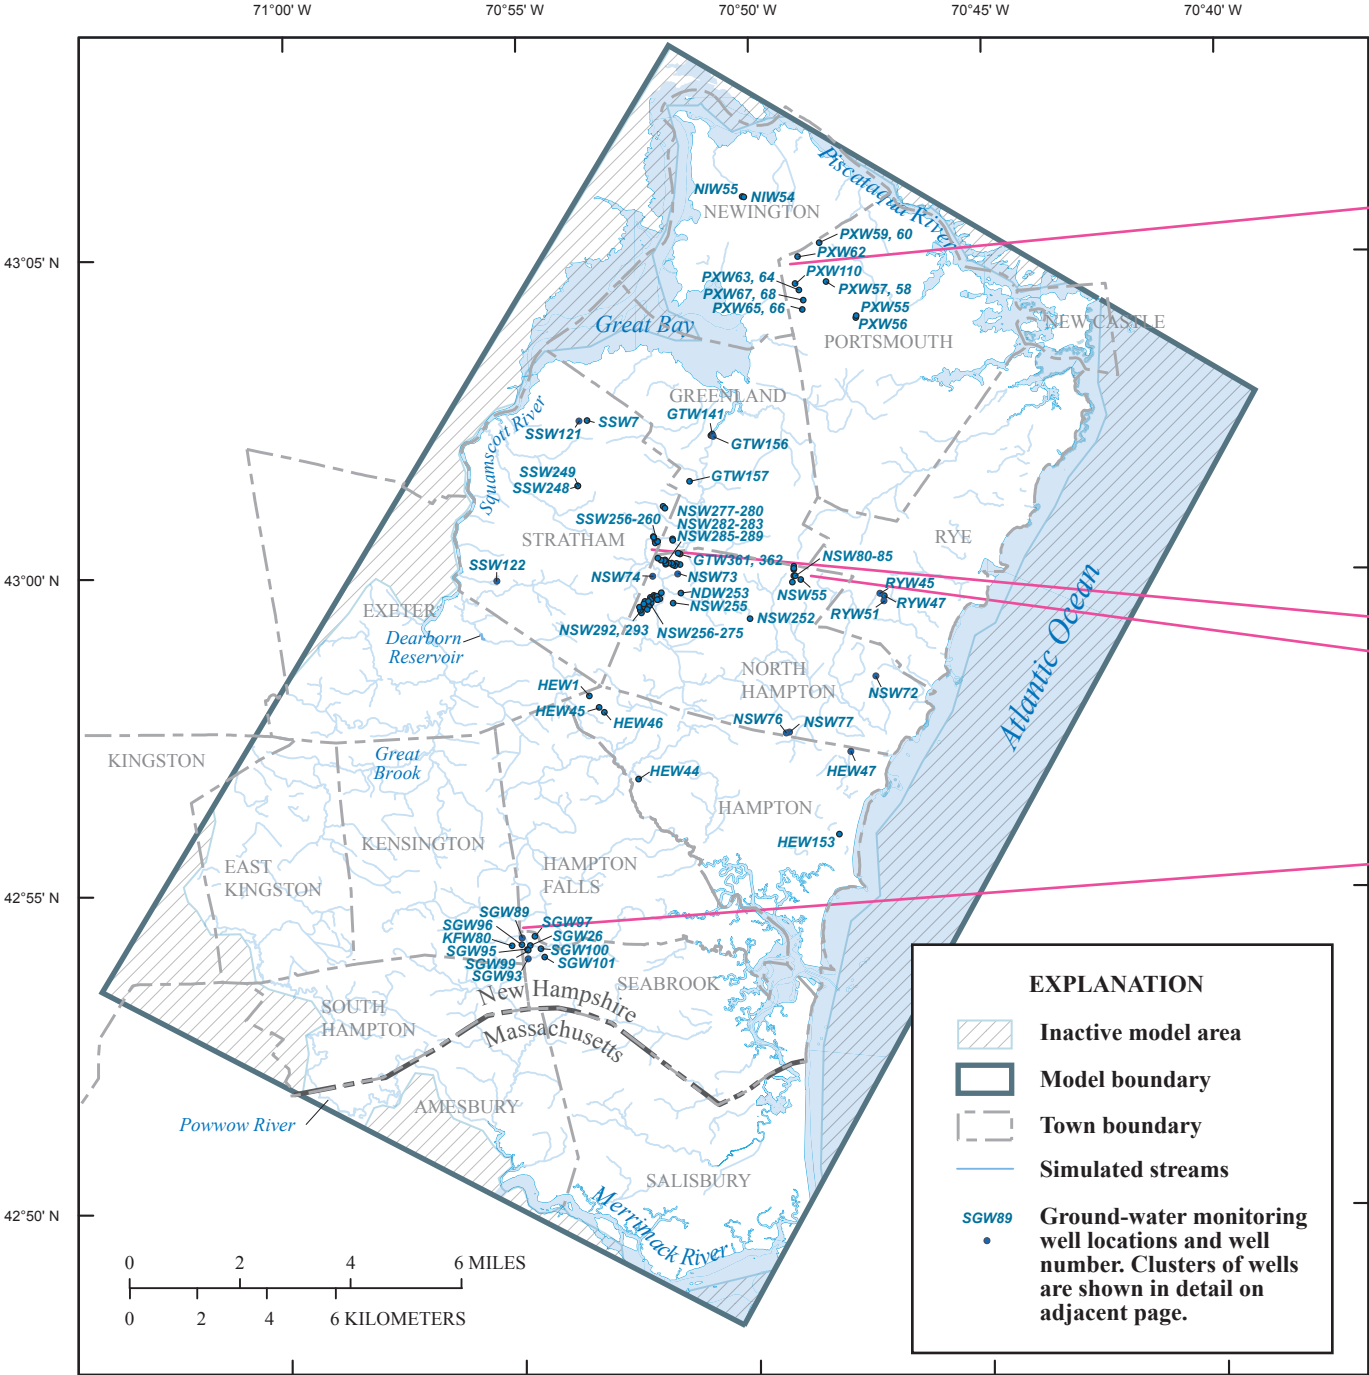 71°00' W
70°55' W
70°50' W
70°45' W
70°40' W
43°05' N
43°00' N
42°55' N
42°50' N
Piscataqua River
NIW55
NIW54
NEWINGTON
PXW59, 60
PXW62
PXW110
PXW63, 64
PXW57, 58
PXW67, 68
PXW65, 66
PXW55
PXW56
PORTSMOUTH
NEW CASTLE
Great Bay
GREENLAND
GTW141
GTW156
GTW157
Squamscott River
SSW7
SSW121
SSW249
SSW248
NSW277-280
NSW282-283
NSW285-289
SSW256-260
STRATHAM
RYE
GTW361, 362
NSW80-85
SSW122
NSW74
NSW73
NDW253
NSW255
NSW55
RYW45
RYW47
RYW51
NSW252
NSW292, 293
NSW256-275
EXETER
Dearborn
Reservoir
NORTH
HAMPTON
NSW72
HEW1
HEW45
HEW46
NSW76
NSW77
HEW47
Atlantic Ocean
KINGSTON
Great
Brook
HEW44
HAMPTON
HEW153
KENSINGTON
EAST
KINGSTON
HAMPTON
FALLS
SGW89
SGW97
SGW96
SGW26
KFW80
SGW100
SGW95
SGW101
SGW99
SGW93
SEABROOK
SOUTH
HAMPTON
New Hampshire
Massachusetts
AMESBURY
Powwow River
SALISBURY
Merrimack River
0 2 4 6 MILES
0 2 4 6 KILOMETERS
EXPLANATION
Inactive model area
Model boundary
Town boundary
Simulated streams
SGW89
Ground-water monitoring
well locations and well
number. Clusters of wells
are shown in detail on
adjacent page.